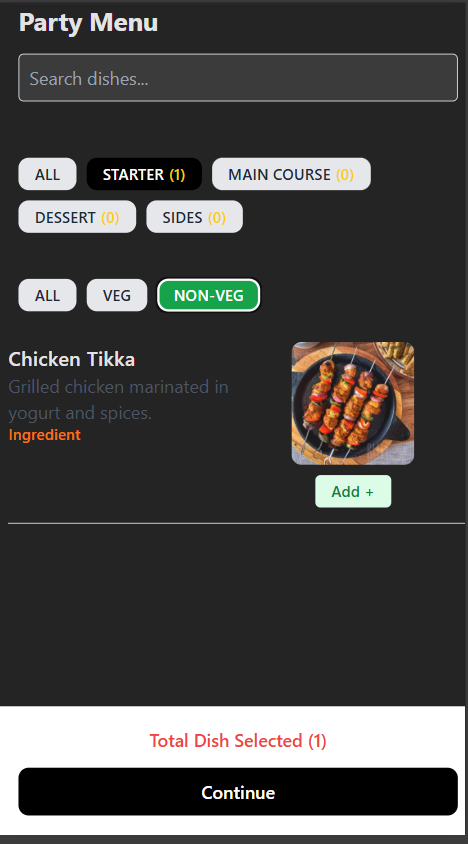 Party Menu
Search dishes...
ALL
STARTER (1)
MAIN COURSE (0)
DESSERT (0)
SIDES (0)
ALL
VEG
NON-VEG
Chicken Tikka
Grilled chicken marinated in
yogurt and spices.
Ingredient
Add +
Total Dish Selected (1)
Continue